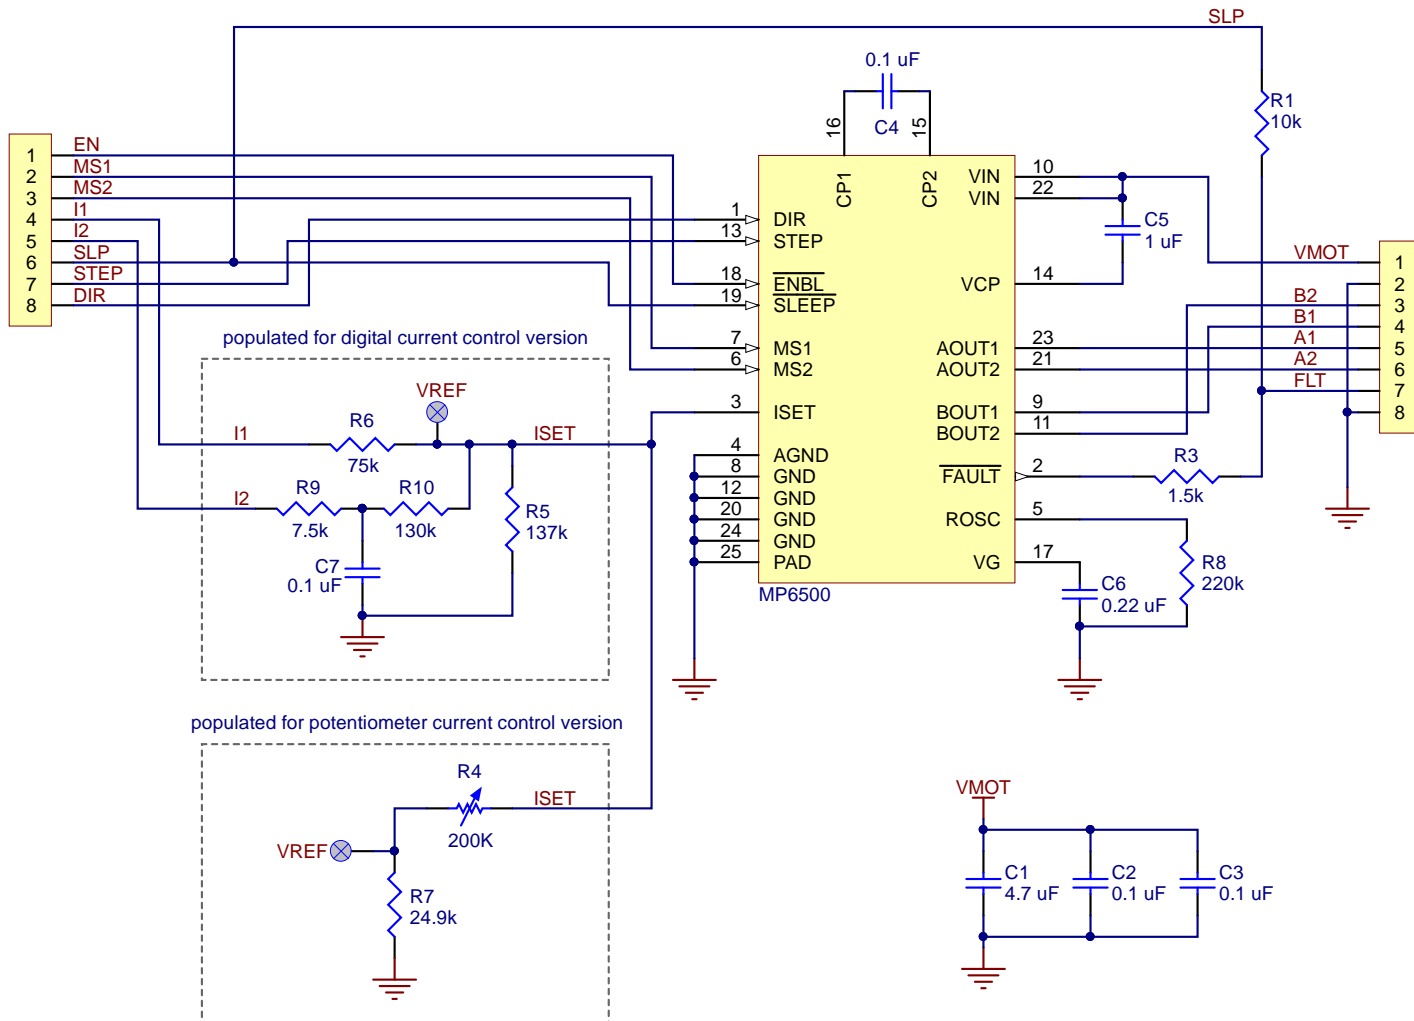 SLP
0.1 uF
C4
16
15
CP1
CP2
R1
10k
1
2
3
4
5
6
7
8
EN
MS1
MS2
I1
I2
SLP
STEP
DIR
1
13
18
19
7
6
3
4
8
12
20
24
25
DIR
STEP
ENBL
SLEEP
MS1
MS2
ISET
AGND
GND
GND
GND
GND
PAD
VIN
VIN
VCP
AOUT1
AOUT2
BOUT1
BOUT2
FAULT
ROSC
VG
10
22
14
23
21
9
11
2
5
17
MP6500
C5
1 uF
VMOT
B2
B1
A1
A2
FLT
1
2
3
4
5
6
7
8
R3
1.5k
R8
220k
C6
0.22 uF
populated for digital current control version
VREF
I1
R6
75k
ISET
I2
R9
7.5k
R10
130k
R5
137k
C7
0.1 uF
populated for potentiometer current control version
R4
200K
ISET
VREF
R7
24.9k
VMOT
C1
4.7 uF
C2
0.1 uF
C3
0.1 uF